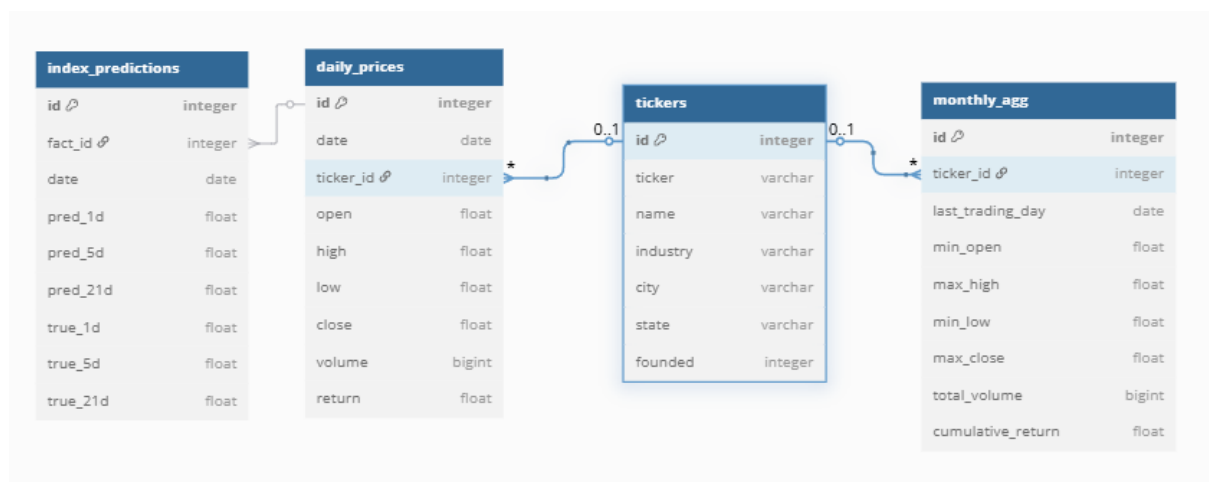 index_predictions
id integer
fact_id integer
date date
pred_1d float
pred_5d float
pred_21d float
true_1d float
true_5d float
true_21d float
daily_prices
id integer
date date
ticker_id integer
open float
high float
low float
close float
volume bigint
return float
*
0..1
tickers
id integer
ticker varchar
name varchar
industry varchar
city varchar
state varchar
founded integer
0..1
*
monthly_agg
id integer
ticker_id integer
last_trading_day date
min_open float
max_high float
min_low float
max_close float
total_volume bigint
cumulative_return float